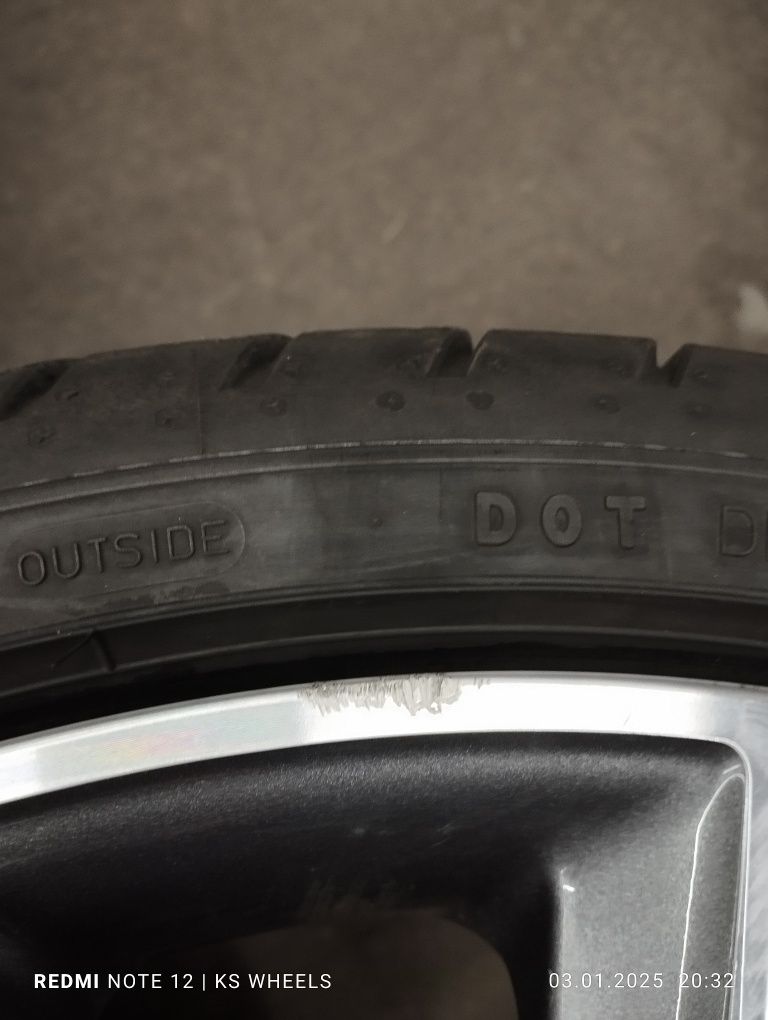 OUTSIDE DOT
REDMI NOTE 12 | KS WHEELS 03.01.2025 20:32